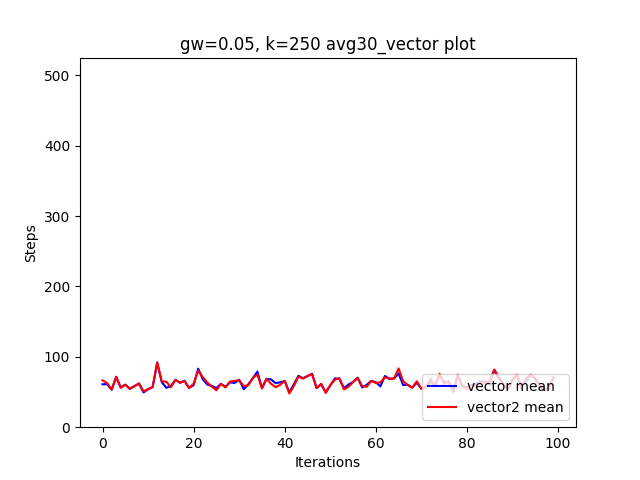 gw=0.05, k=250 avg30_vector plot
500
400
300
200
100
0
Steps
0 20 40 60 80 100
Iterations
vector mean
vector2 mean